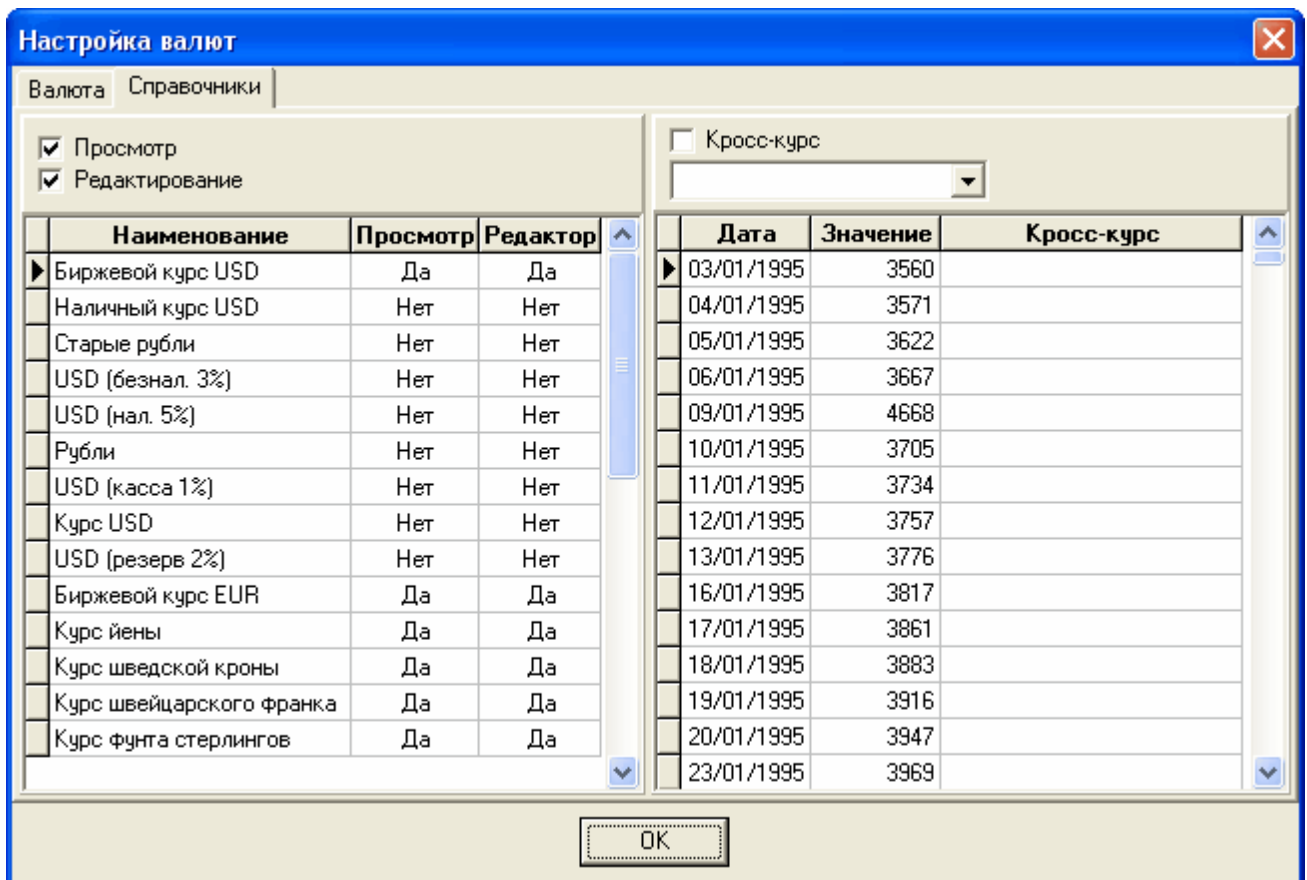 Настройка валют
Валюта Справочники
Просмотр
Редактирование
Наименование Просмотр Редактор
Биржевой курс USD Да Да
Наличный курс USD Нет Нет
Старые рубли Нет Нет
USD (безнал. 3%) Нет Нет
USD (нал. 5%) Нет Нет
Рубли Нет Нет
USD (касса 1%) Нет Нет
Курс USD Нет Нет
USD (резерв 2%) Нет Нет
Биржевой курс EUR Да Да
Курс йены Да Да
Курс шведской кроны Да Да
Курс швейцарского франка Да Да
Курс фунта стерлингов Да Да
Кросс-курс
Дата Значение Кросс-курс
03/01/1995 3560
04/01/1995 3571
05/01/1995 3622
06/01/1995 3667
09/01/1995 4668
10/01/1995 3705
11/01/1995 3734
12/01/1995 3757
13/01/1995 3776
16/01/1995 3817
17/01/1995 3861
18/01/1995 3883
19/01/1995 3916
20/01/1995 3947
23/01/1995 3969
OK